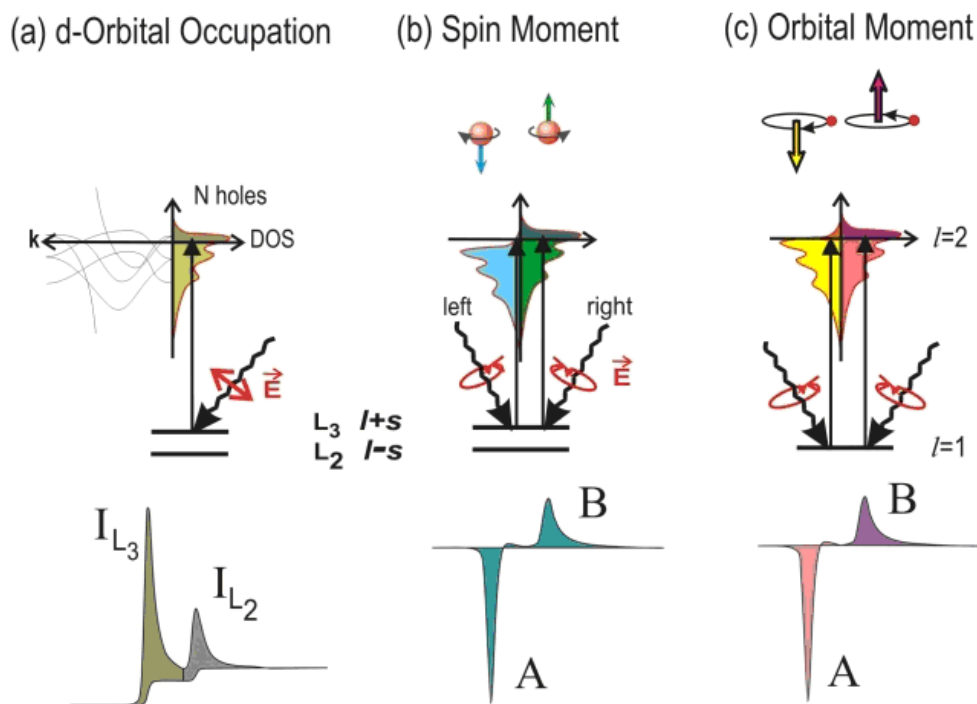 (a) d-Orbital Occupation
(b) Spin Moment
(c) Orbital Moment
N holes
k
DOS
E
L3 l+s
L2 l-s
left
right
E
l=2
l=1
IL3
IL2
B
A
B
A